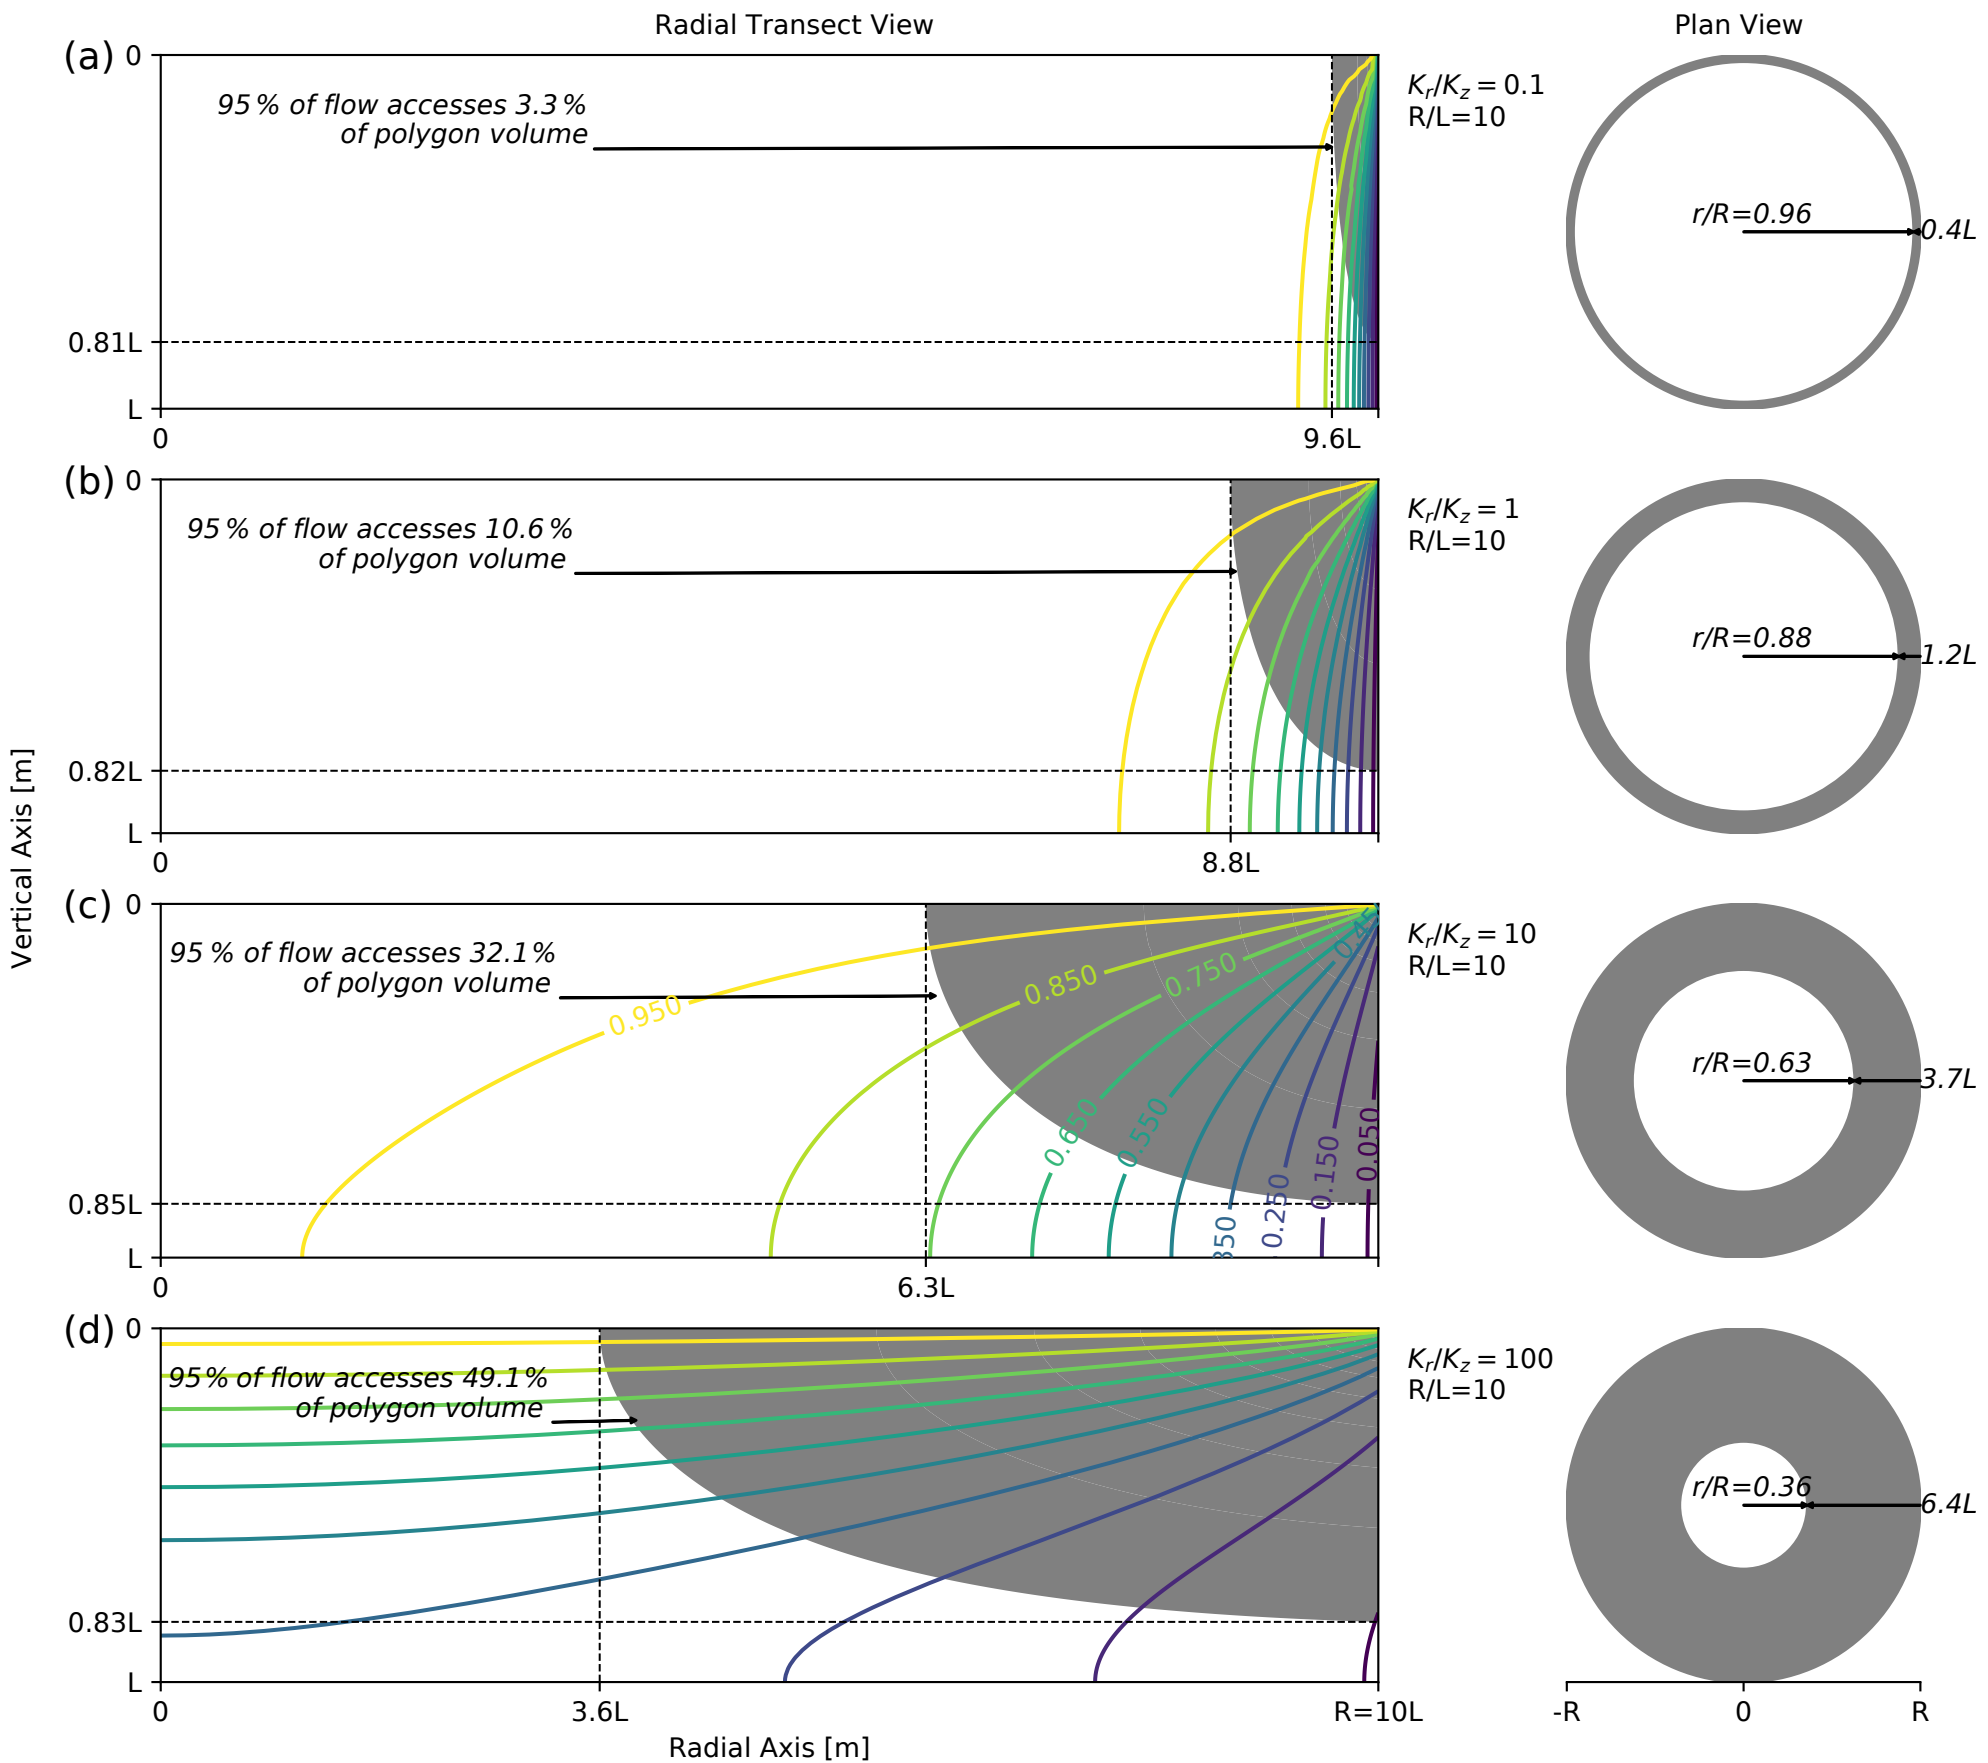 Radial Transect View
Plan View
(a)
0
95 % of flow accesses 3.3 %
of polygon volume
0.81L
L
0
9.6L
K_r/K_z = 0.1
R/L=10
r/R=0.96
0.4L
(b)
0
95 % of flow accesses 10.6 %
of polygon volume
0.82L
L
0
8.8L
K_r/K_z = 1
R/L=10
r/R=0.88
1.2L
Vertical Axis [m]
(c)
0
95 % of flow accesses 32.1 %
of polygon volume
0.950
0.850
0.750
0.650
0.550
0.250
0.150
0.050
0.85L
L
0
6.3L
K_r/K_z = 10
R/L=10
r/R=0.63
3.7L
(d)
0
95 % of flow accesses 49.1 %
of polygon volume
0.83L
L
0
3.6L
R=10L
K_r/K_z = 100
R/L=10
r/R=0.36
6.4L
-R
0
R
Radial Axis [m]